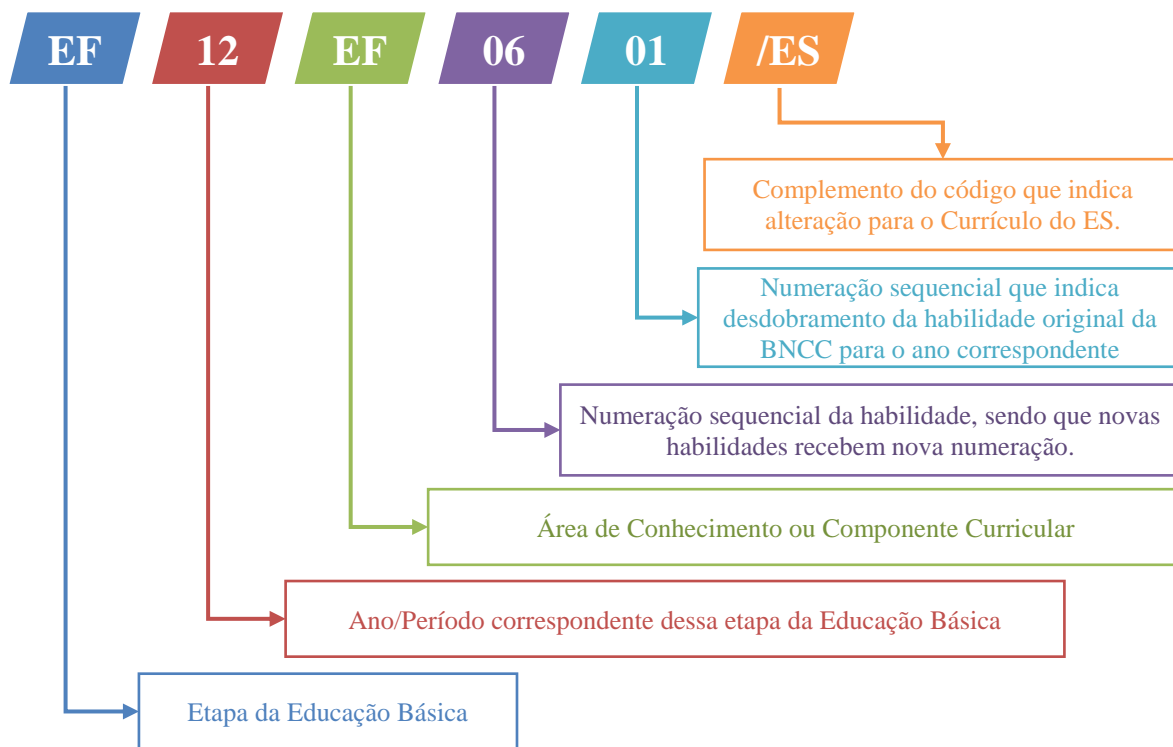 EF 12 EF 06 01 /ES
Complemento do código que indica
alteração para o Currículo do ES.
Numeração sequencial que indica
desdobramento da habilidade original da
BNCC para o ano correspondente
Numeração sequencial da habilidade, sendo que novas
habilidades recebem nova numeração.
Área de Conhecimento ou Componente Curricular
Ano/Período correspondente dessa etapa da Educação Básica
Etapa da Educação Básica